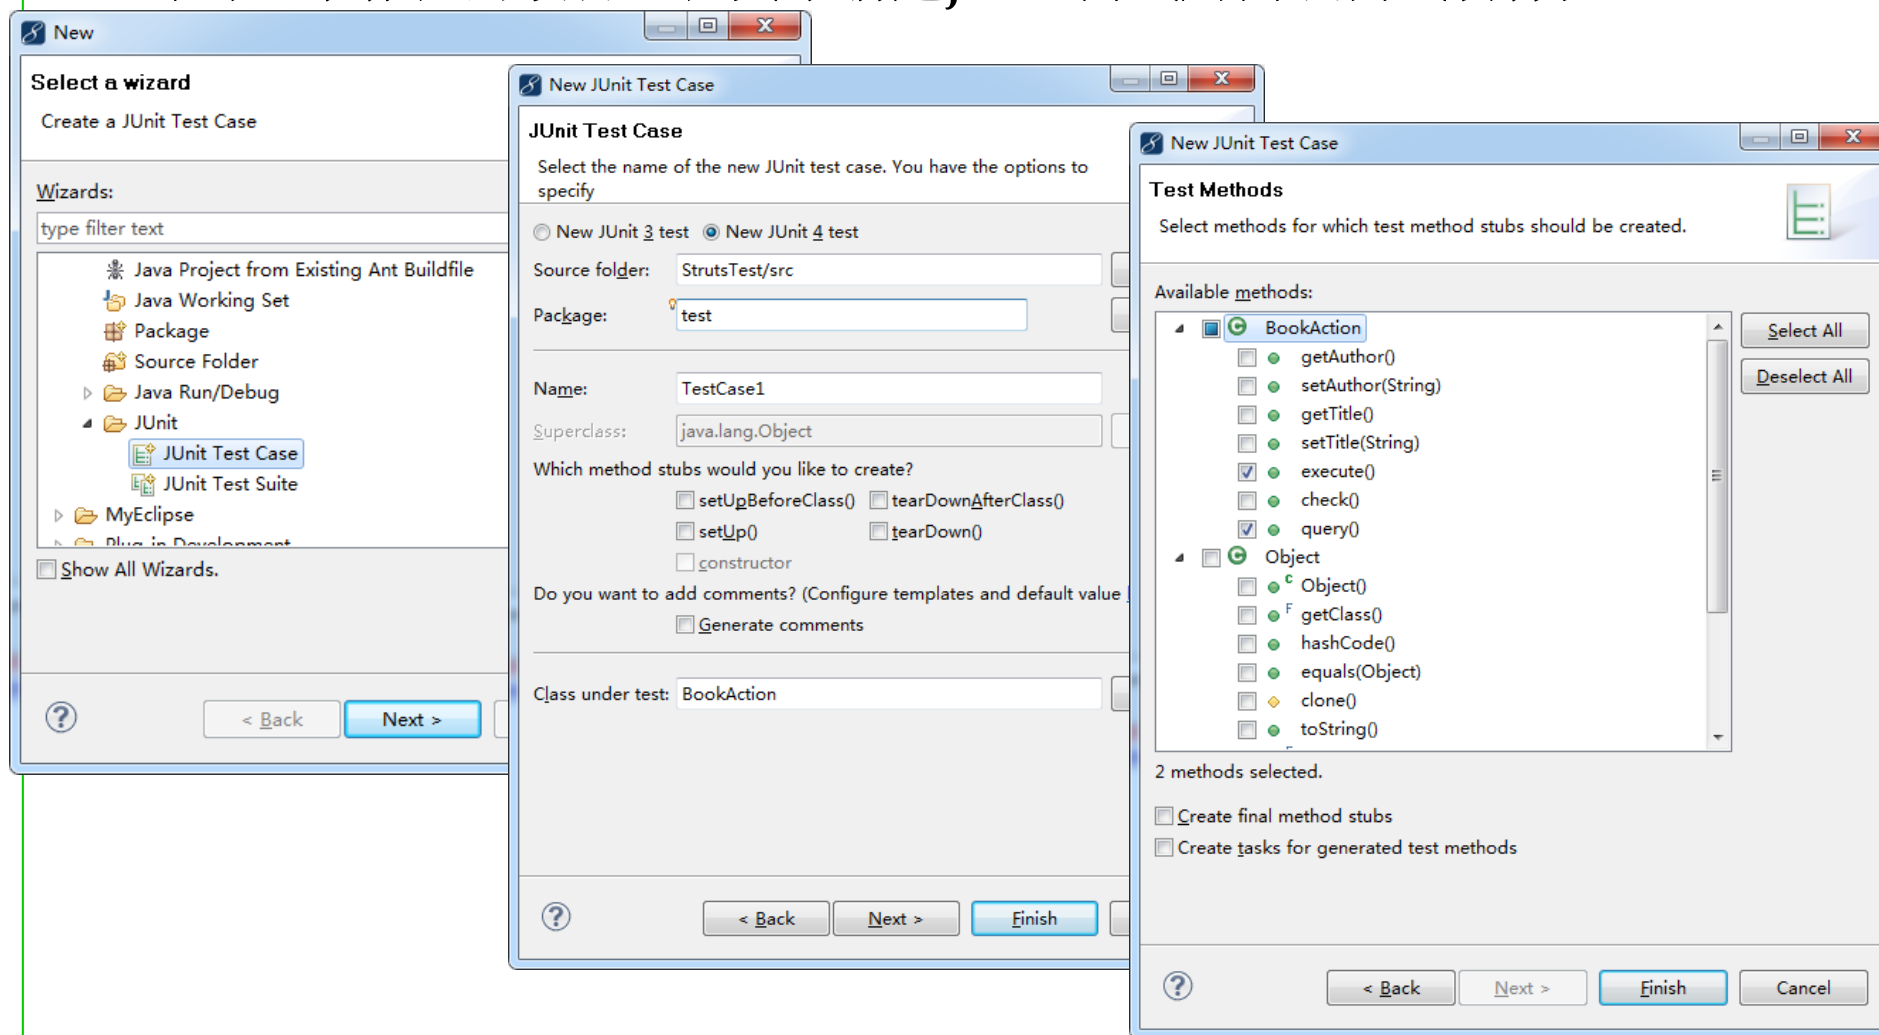 New
Select a wizard
Create a JUnit Test Case
Wizards:
type filter text
Java Project from Existing Ant Buildfile
Java Working Set
Package
Source Folder
Java Run/Debug
JUnit
JUnit Test Case
JUnit Test Suite
MyEclipse
Plug-in Development
Show All Wizards.
< Back
Next >
New JUnit Test Case
JUnit Test Case
Select the name of the new JUnit test case. You have the options to
specify
New JUnit 3 test
New JUnit 4 test
Source folder:
StrutsTest/src
Package:
test
Name:
TestCase1
Superclass:
java.lang.Object
Which method stubs would you like to create?
setUpBeforeClass()
tearDownAfterClass()
setUp()
tearDown()
constructor
Do you want to add comments? (Configure templates and default value
Generate comments
Class under test:
BookAction
< Back
Next >
Finish
New JUnit Test Case
Test Methods
Select methods for which test method stubs should be created.
Available methods:
BookAction
getAuthor()
setAuthor(String)
getTitle()
setTitle(String)
execute()
check()
query()
Object
Object()
getClass()
hashCode()
equals(Object)
clone()
toString()
Select All
Deselect All
2 methods selected.
Create final method stubs
Create tasks for generated test methods
< Back
Next >
Finish
Cancel